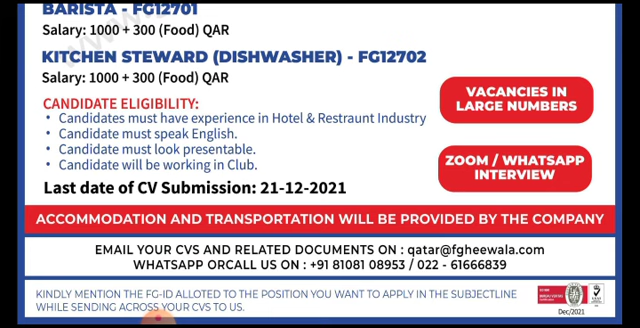 BARISTA - FG12701
Salary: 1000 + 300 (Food) QAR
KITCHEN STEWARD (DISHWASHER) - FG12702
Salary: 1000 + 300 (Food) QAR
CANDIDATE ELIGIBILITY:
• Candidates must have experience in Hotel & Restraunt Industry
• Candidate must speak English.
• Candidate must look presentable.
• Candidate will be working in Club.
Last date of CV Submission: 21-12-2021
VACANCIES IN
LARGE NUMBERS
ZOOM / WHATSAPP
INTERVIEW
ACCOMMODATION AND TRANSPORTATION WILL BE PROVIDED BY THE COMPANY
EMAIL YOUR CVS AND RELATED DOCUMENTS ON : qatar@fgheewala.com
WHATSAPP ORCALL US ON : +91 81081 08953 / 022 - 61666839
KINDLY MENTION THE FG-ID ALLOTED TO THE POSITION YOU WANT TO APPLY IN THE SUBJECTLINE
WHILE SENDING ACROSS YOUR CVS TO US.
Dec/2021